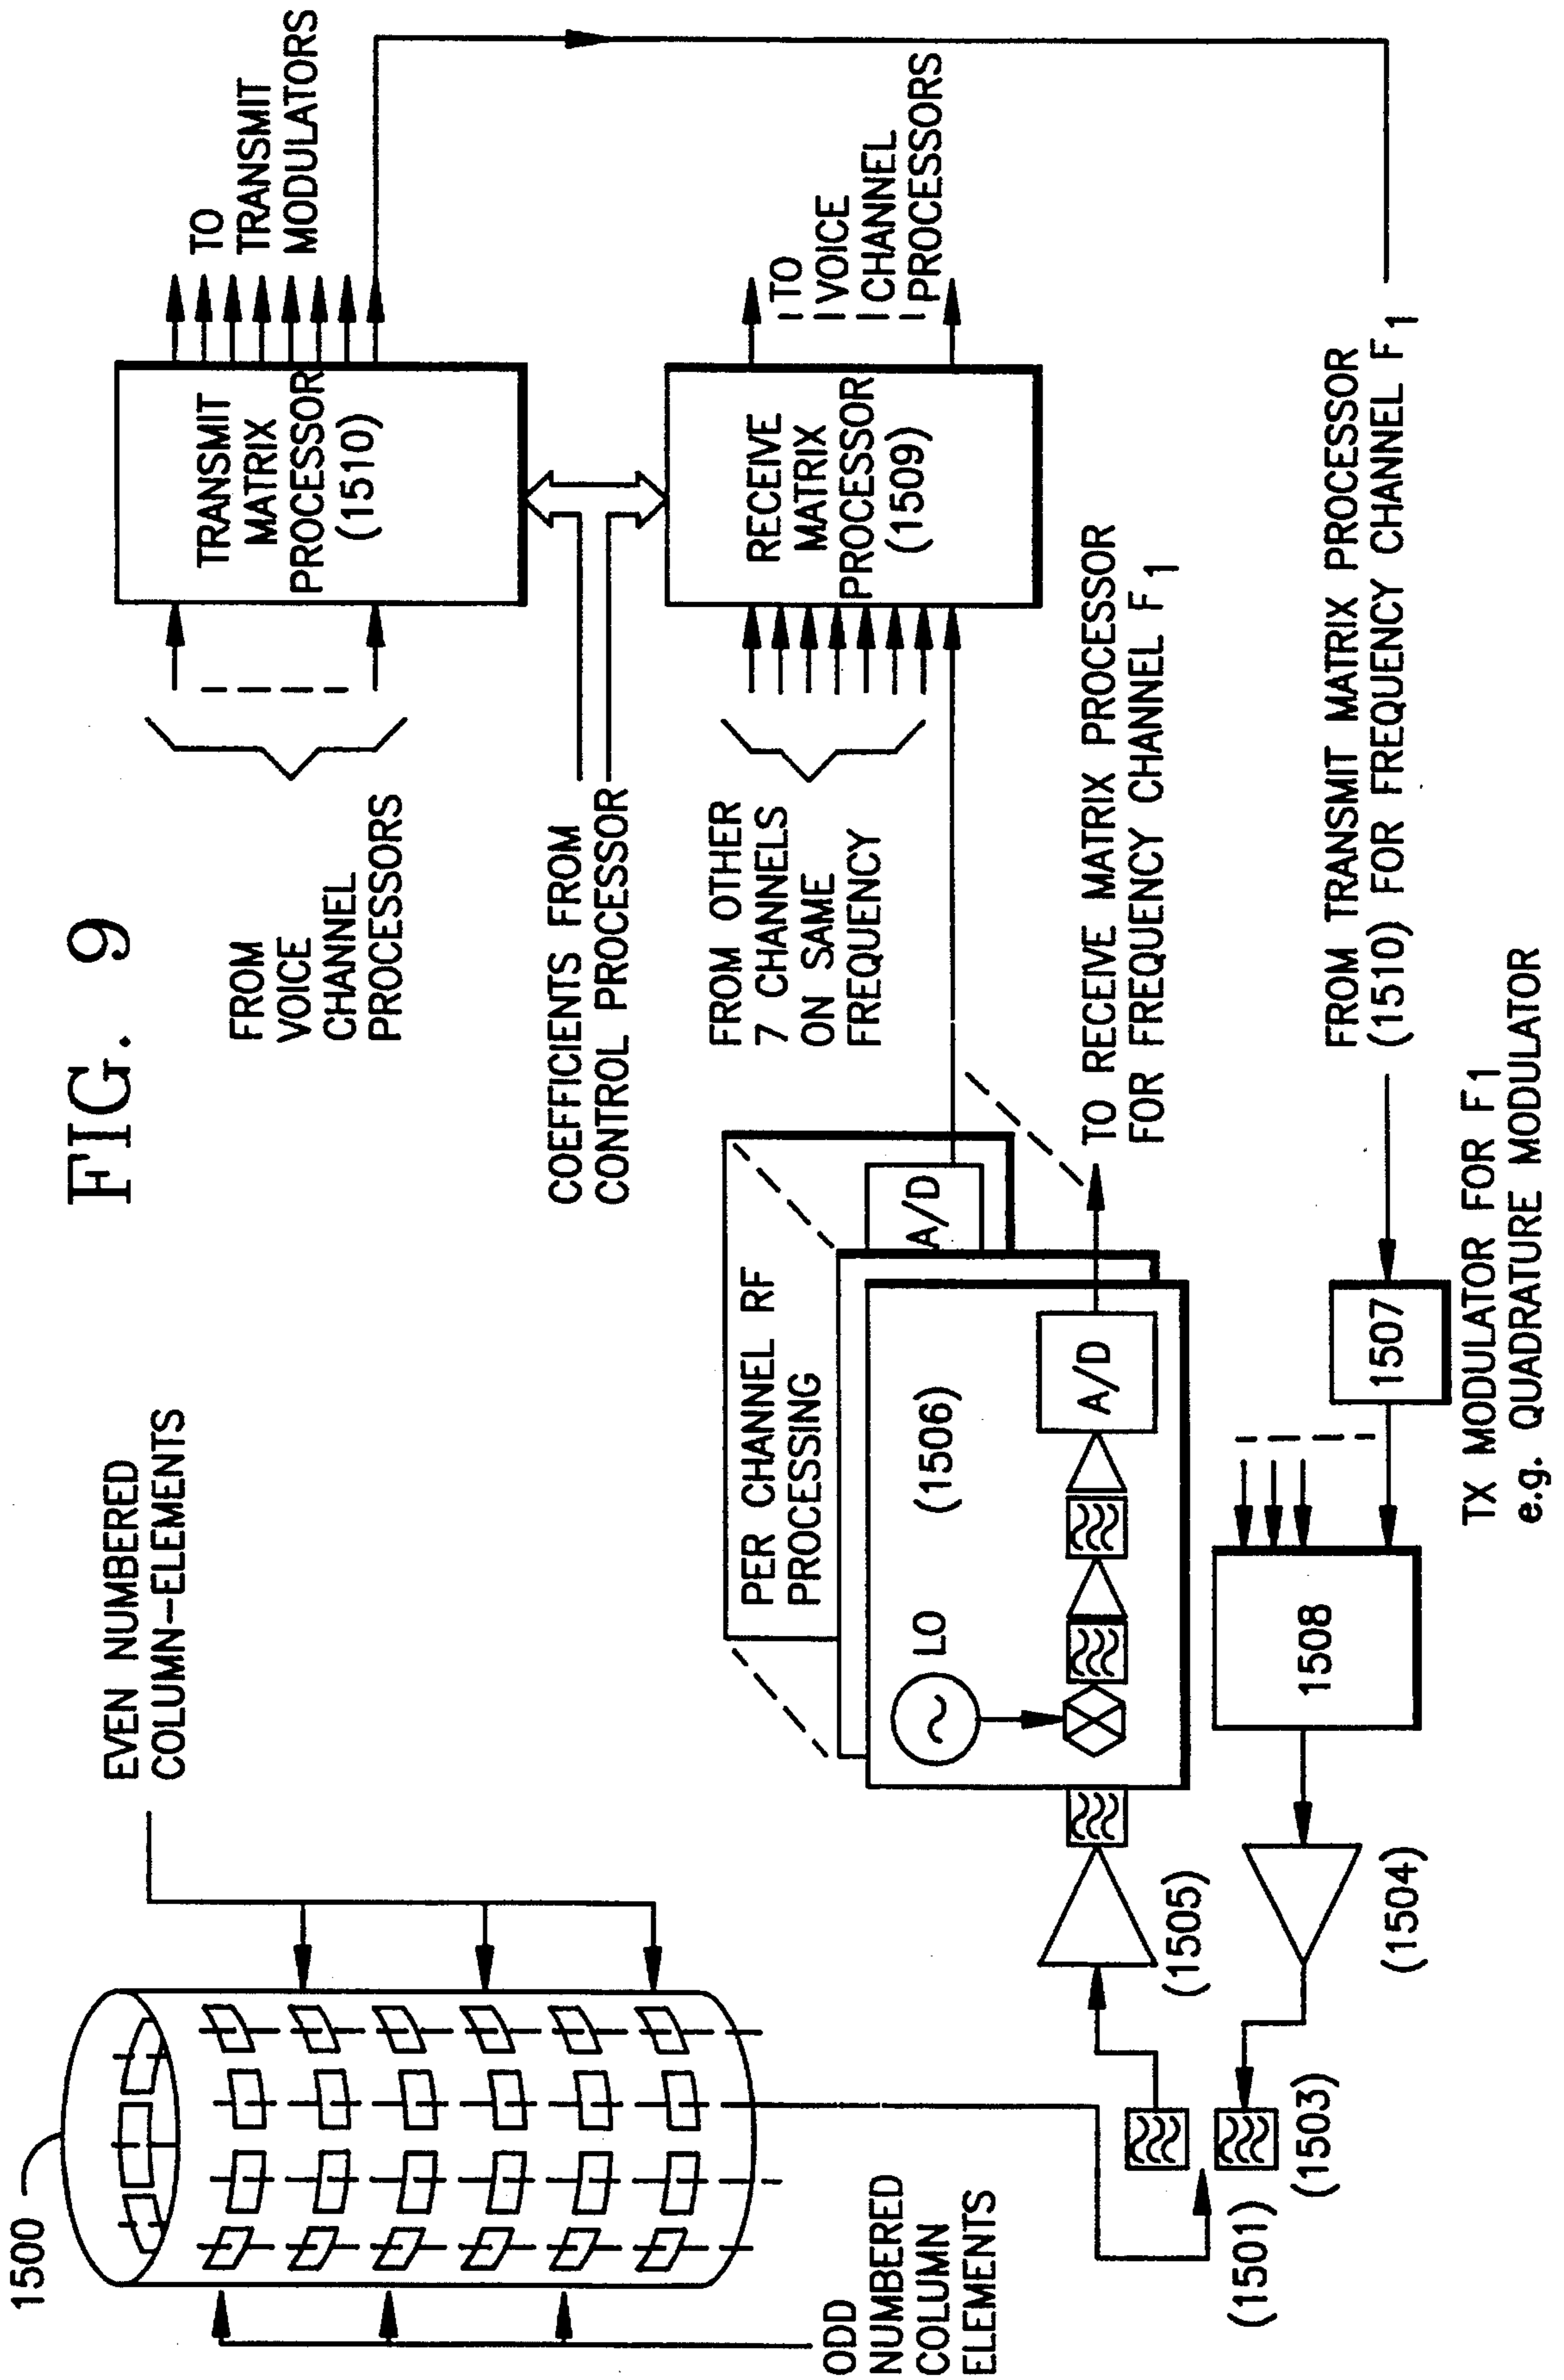 FIG. 9
1500
EVEN NUMBERED
COLUMN-ELEMENTS
ODD
NUMBERED
COLUMN
ELEMENTS
FROM
VOICE
CHANNEL
PROCESSORS
TRANSMIT
MATRIX
PROCESSOR
(1510)
TO
TRANSMIT
MODULATORS
COEFFICIENTS FROM
CONTROL PROCESSOR
FROM OTHER
7 CHANNELS
ON SAME
FREQUENCY
RECEIVE
MATRIX
PROCESSOR
(1509)
TO
VOICE
CHANNEL
PROCESSORS
PER CHANNEL RF
PROCESSING
A/D
LO
(1506)
A/D
TO RECEIVE MATRIX PROCESSOR
FOR FREQUENCY CHANNEL F1
(1505)
(1501)
(1503)
(1504)
1508
1507
TX MODULATOR FOR F1
e.g. QUADRATURE MODULATOR
FROM TRANSMIT MATRIX PROCESSOR
(1510) FOR FREQUENCY CHANNEL F1